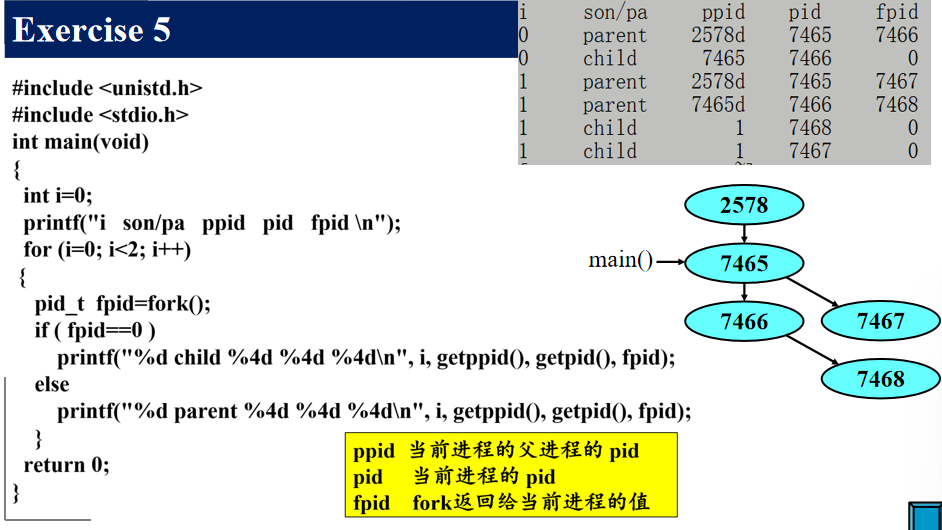 Exercise 5
i son/pa ppid pid fpid
0 parent 2578d 7465 7466
0 child 7465 7466 0
1 parent 2578d 7465 7467
1 parent 7465d 7466 7468
1 child 1 7468 0
1 child 1 7467 0
#include <unistd.h>
#include <stdio.h>
int main(void)
{
int i=0;
printf("i son/pa ppid pid fpid \n");
for (i=0; i<2; i++)
{
pid_t fpid=fork();
if ( fpid==0 )
printf("%d child %4d %4d %4d\n", i, getppid(), getpid(), fpid);
else
printf("%d parent %4d %4d %4d\n", i, getppid(), getpid(), fpid);
}
return 0;
}
2578
main()
7465
7466
7467
7468
ppid 当前进程的父进程的 pid
pid 当前进程的 pid
fpid fork返回给当前进程的值